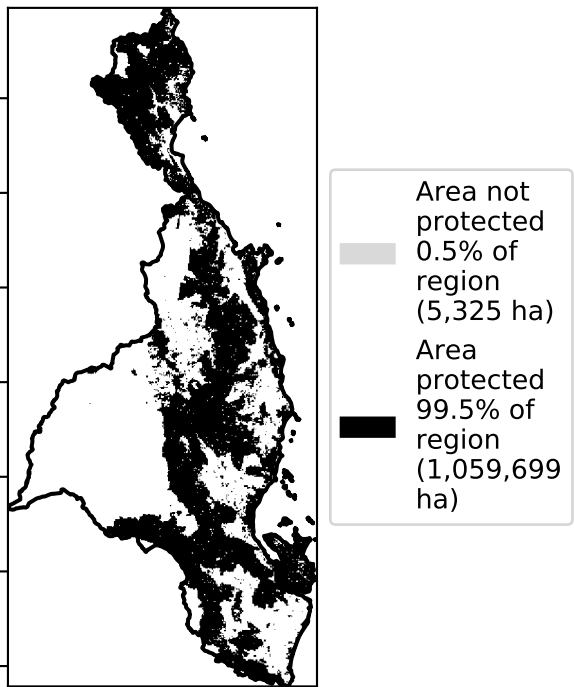 Area not
protected
0.5% of
region
(5,325 ha)
Area
protected
99.5% of
region
(1,059,699
ha)